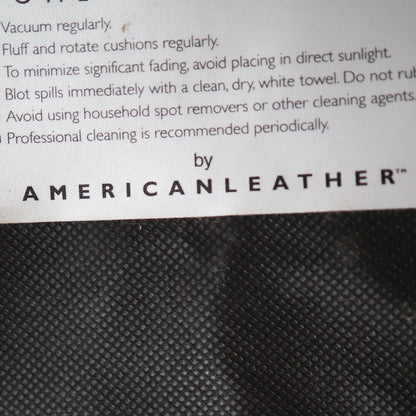 Vacuum regularly.
Fluff and rotate cushions regularly.
To minimize significant fading, avoid placing in direct sunlight.
Blot spills immediately with a clean, dry, white towel. Do not rub
Avoid using household spot removers or other cleaning agents.
Professional cleaning is recommended periodically.
by
AMERICANLEATHER™